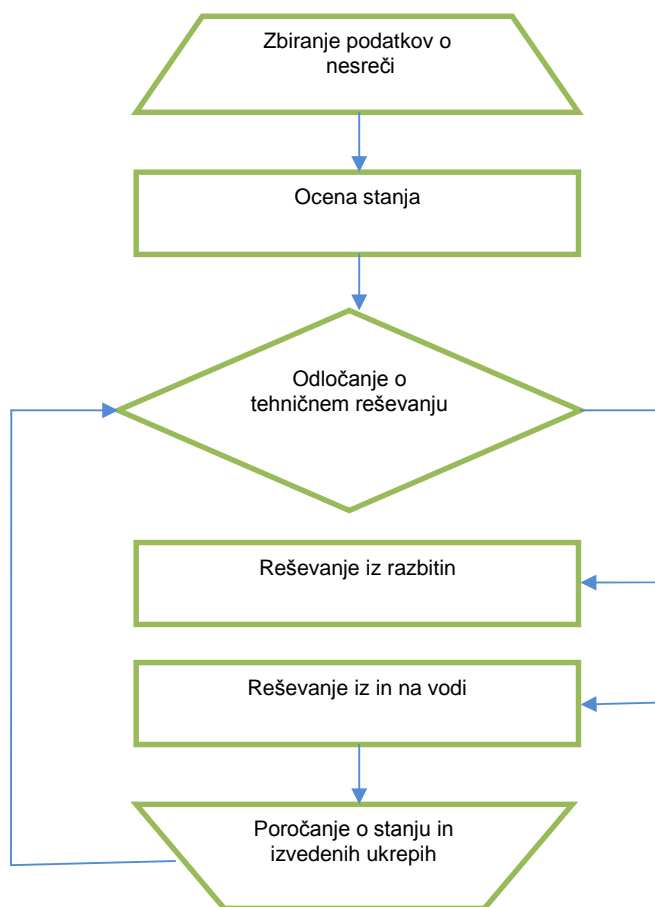 Zbiranje podatkov o
nesreči
Ocena stanja
Odločanje o
tehničnem reševanju
Reševanje iz razbitin
Reševanje iz in na vodi
Poročanje o stanju in
izvedenih ukrepih